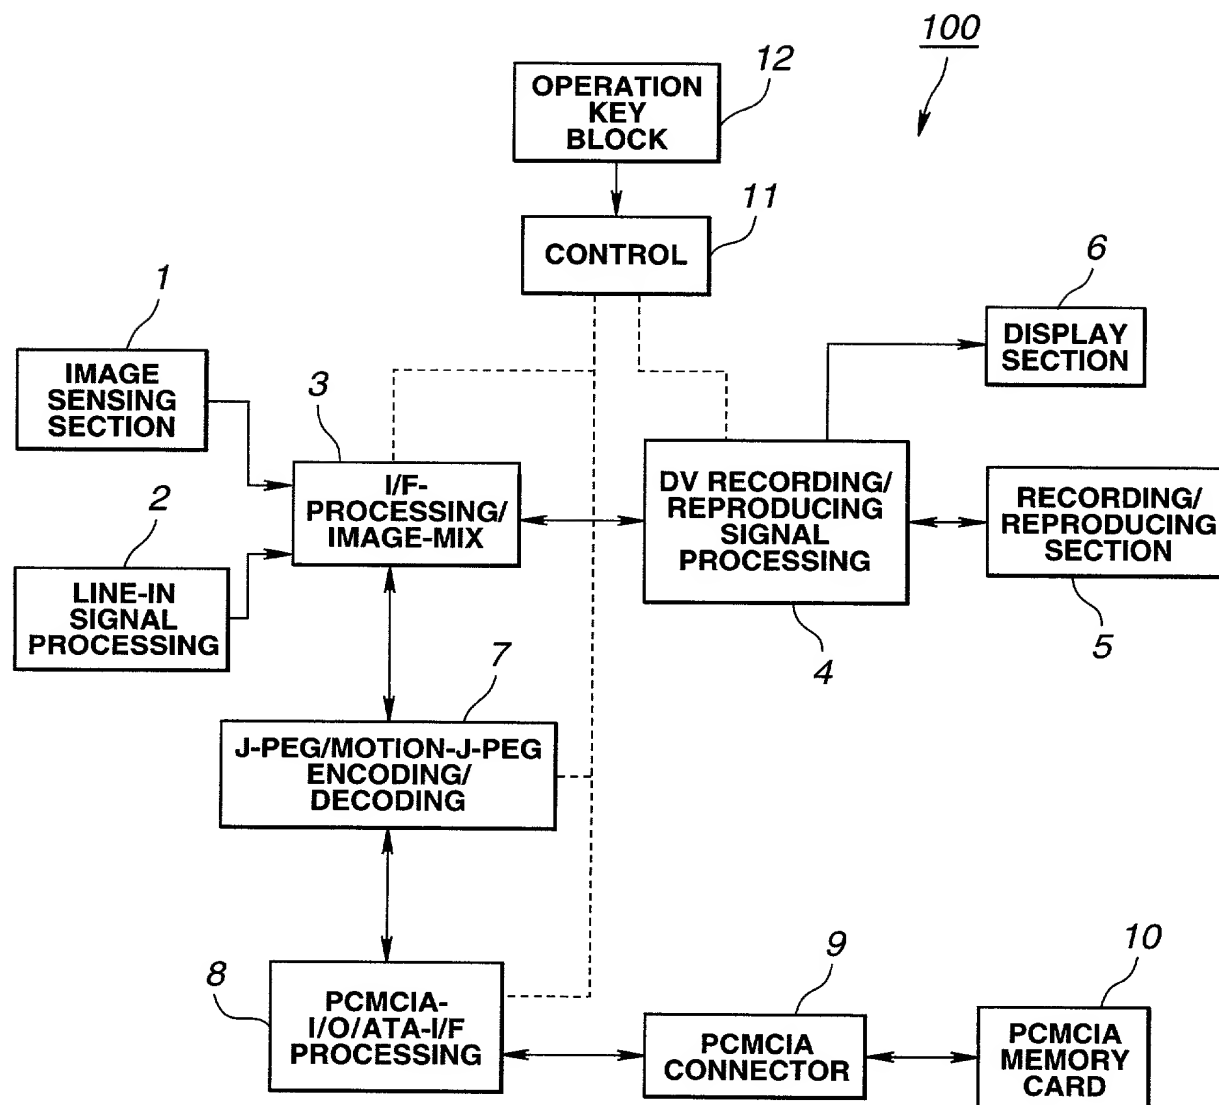 100
12
OPERATION
KEY
BLOCK
11
CONTROL
6
DISPLAY
SECTION
1
IMAGE
SENSING
SECTION
3
I/F-
PROCESSING/
IMAGE-MIX
DV RECORDING/
REPRODUCING
SIGNAL
PROCESSING
4
RECORDING/
REPRODUCING
SECTION
5
2
LINE-IN
SIGNAL
PROCESSING
7
J-PEG/MOTION-J-PEG
ENCODING/
DECODING
8
PCMCIA-
I/O/ATA-I/F
PROCESSING
9
PCMCIA
CONNECTOR
10
PCMCIA
MEMORY
CARD